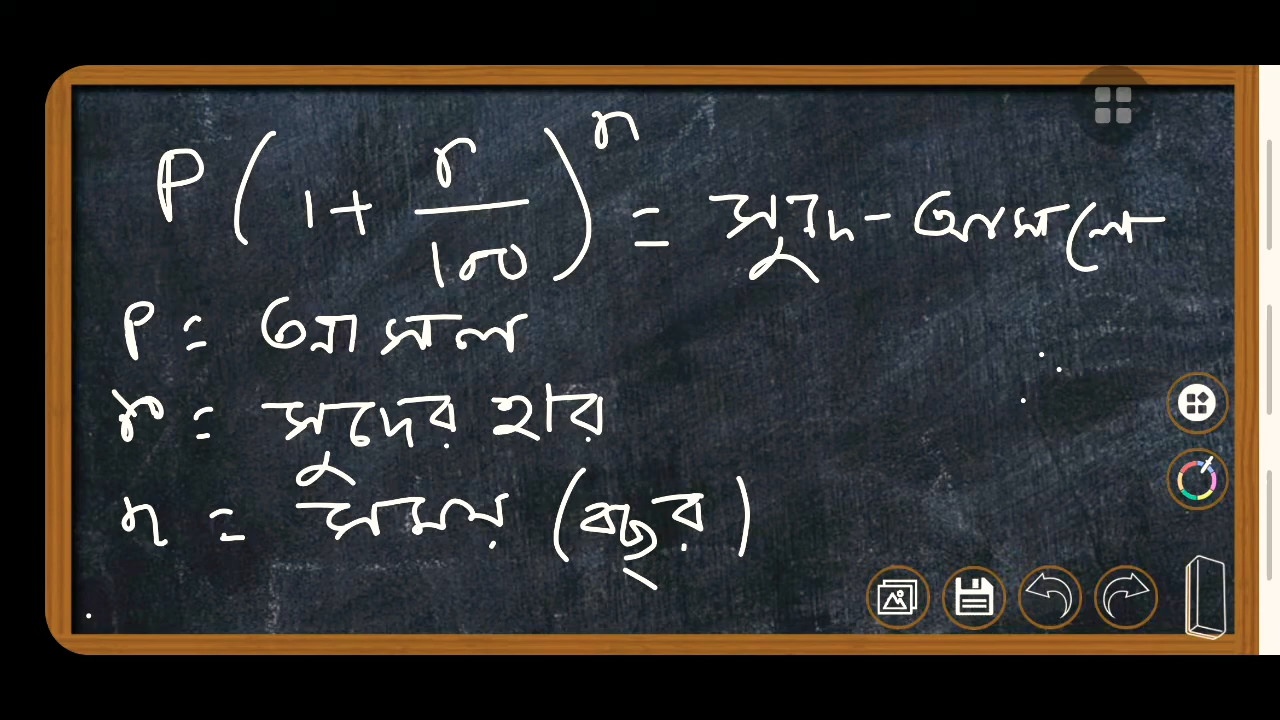 P(1 + r/100)^n = সুদ - আসলে
P = আসল
r = সুদের হার
n = সময় (বছর)